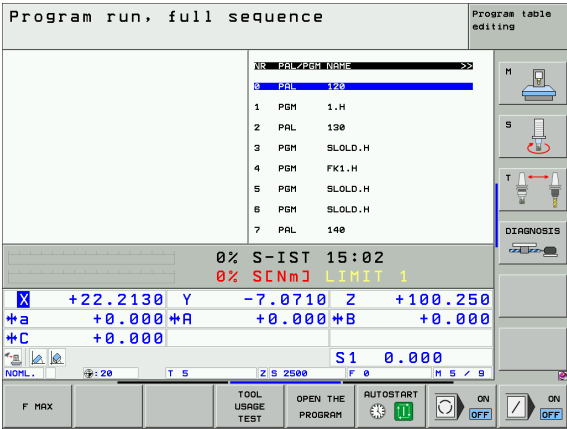 Program run, full sequence
Program table
editing
NR PAL/PGM NAME >>
0 PAL 120
1 PGM 1.H
2 PAL 130
3 PGM SLOLD.H
4 PGM FK1.H
5 PGM SLOLD.H
6 PGM SLOLD.H
7 PAL 140
M
S
T
DIAGNOSIS
0% S-IST 15:02
0% S[Nm] LIMIT 1
X +22.2130 Y -7.0710 Z +100.250
+a +0.000 +A +0.000 +B +0.000
+C +0.000
S1 0.000
NOML. :20 T 5 Z S 2500 F 0 M 5 / 9
F MAX
TOOL
USAGE
TEST
OPEN THE
PROGRAM
AUTOSTART
ON
OFF
ON
OFF